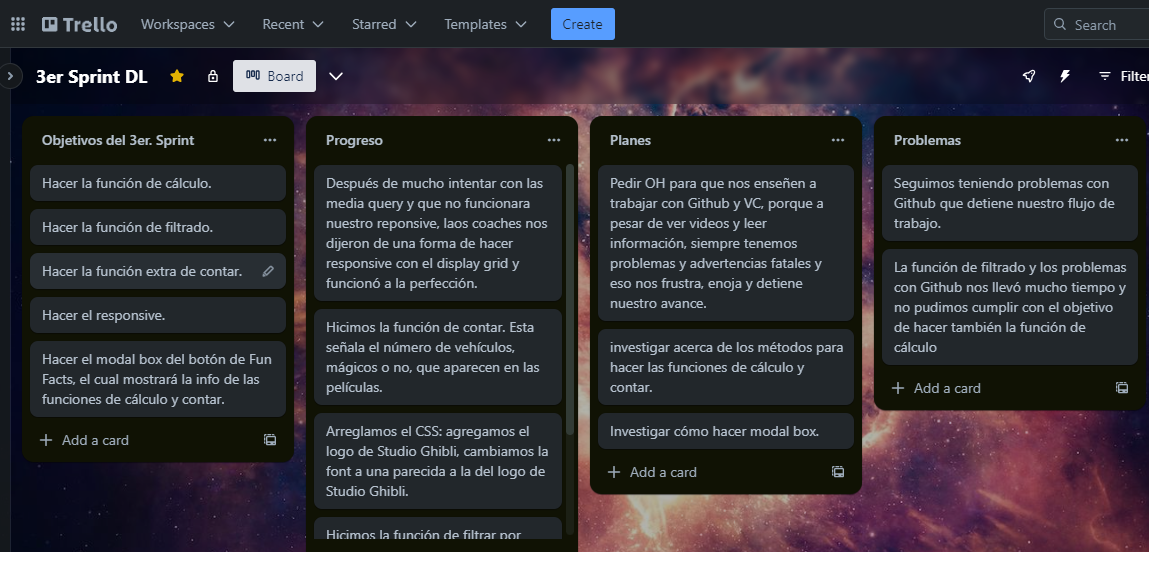 Trello
Workspaces
Recent
Starred
Templates
Create
Search
3er Sprint DL
Board
Filter
Objetivos del 3er. Sprint
Hacer la función de cálculo.
Hacer la función de filtrado.
Hacer la función extra de contar.
Hacer el responsive.
Hacer el modal box del botón de Fun
Facts, el cual mostrará la info de las
funciones de cálculo y contar.
Add a card
Progreso
Después de mucho intentar con las
media query y que no funcionara
nuestro reponsive, laos coaches nos
dijeron de una forma de hacer
responsive con el display grid y
funcionó a la perfección.
Hicimos la función de contar. Esta
señala el número de vehículos,
mágicos o no, que aparecen en las
películas.
Arreglamos el CSS: agregamos el
logo de Studio Ghibli, cambiamos la
font a una parecida a la del logo de
Studio Ghibli.
Hicimos la función de filtrar por
Planes
Pedir OH para que nos enseñen a
trabajar con Github y VC, porque a
pesar de ver videos y leer
información, siempre tenemos
problemas y advertencias fatales y
eso nos frustra, enoja y detiene
nuestro avance.
investigar acerca de los métodos para
hacer las funciones de cálculo y
contar.
Investigar cómo hacer modal box.
Add a card
Problemas
Seguimos teniendo problemas con
Github que detiene nuestro flujo de
trabajo.
La función de filtrado y los problemas
con Github nos llevó mucho tiempo y
no pudimos cumplir con el objetivo
de hacer también la función de
cálculo
Add a card